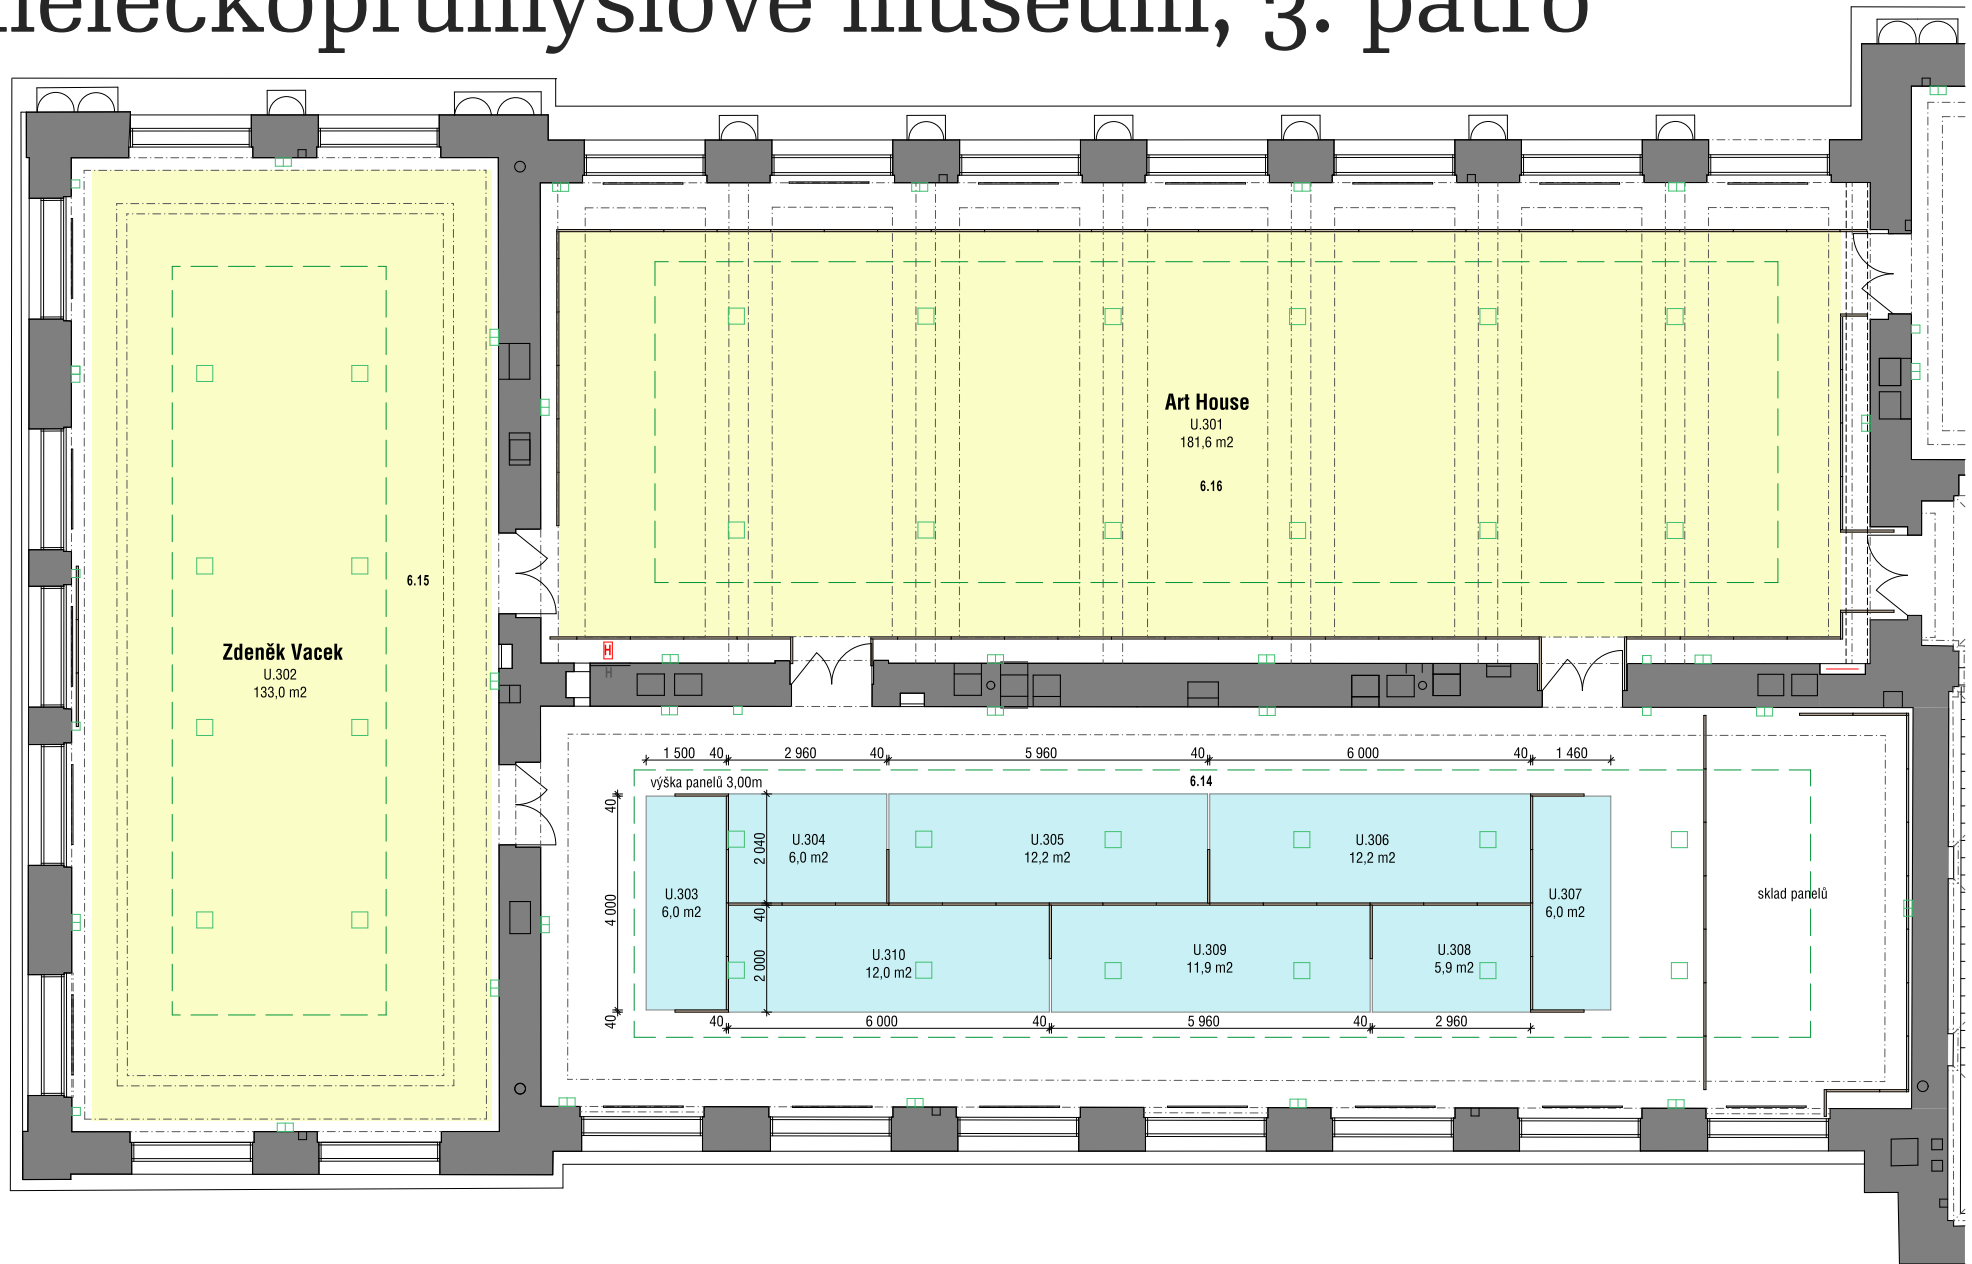 měleckoprůmyslové museum, 3. patro
Art House
U.301
181,6 m2
6.16
6.15
Zdeněk Vacek
U.302
133,0 m2
H
H
1 500 40 2 960 40 5 960 40 6 000 40 1 460
výška panelů 3,00m
6.14
40
4 000
40
2 040
40
2 000
U.303
6,0 m2
U.304
6,0 m2
U.305
12,2 m2
U.306
12,2 m2
U.307
6,0 m2
sklad panelů
U.310
12,0 m2
U.309
11,9 m2
U.308
5,9 m2
40 6 000 40 5 960 40 2 960